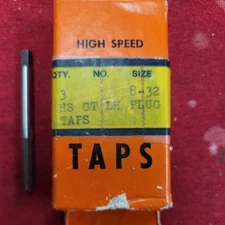 HIGH SPEED
QTY. NO. SIZE
3 8-32
HS GT LH PLUG
TAPS
TAPS